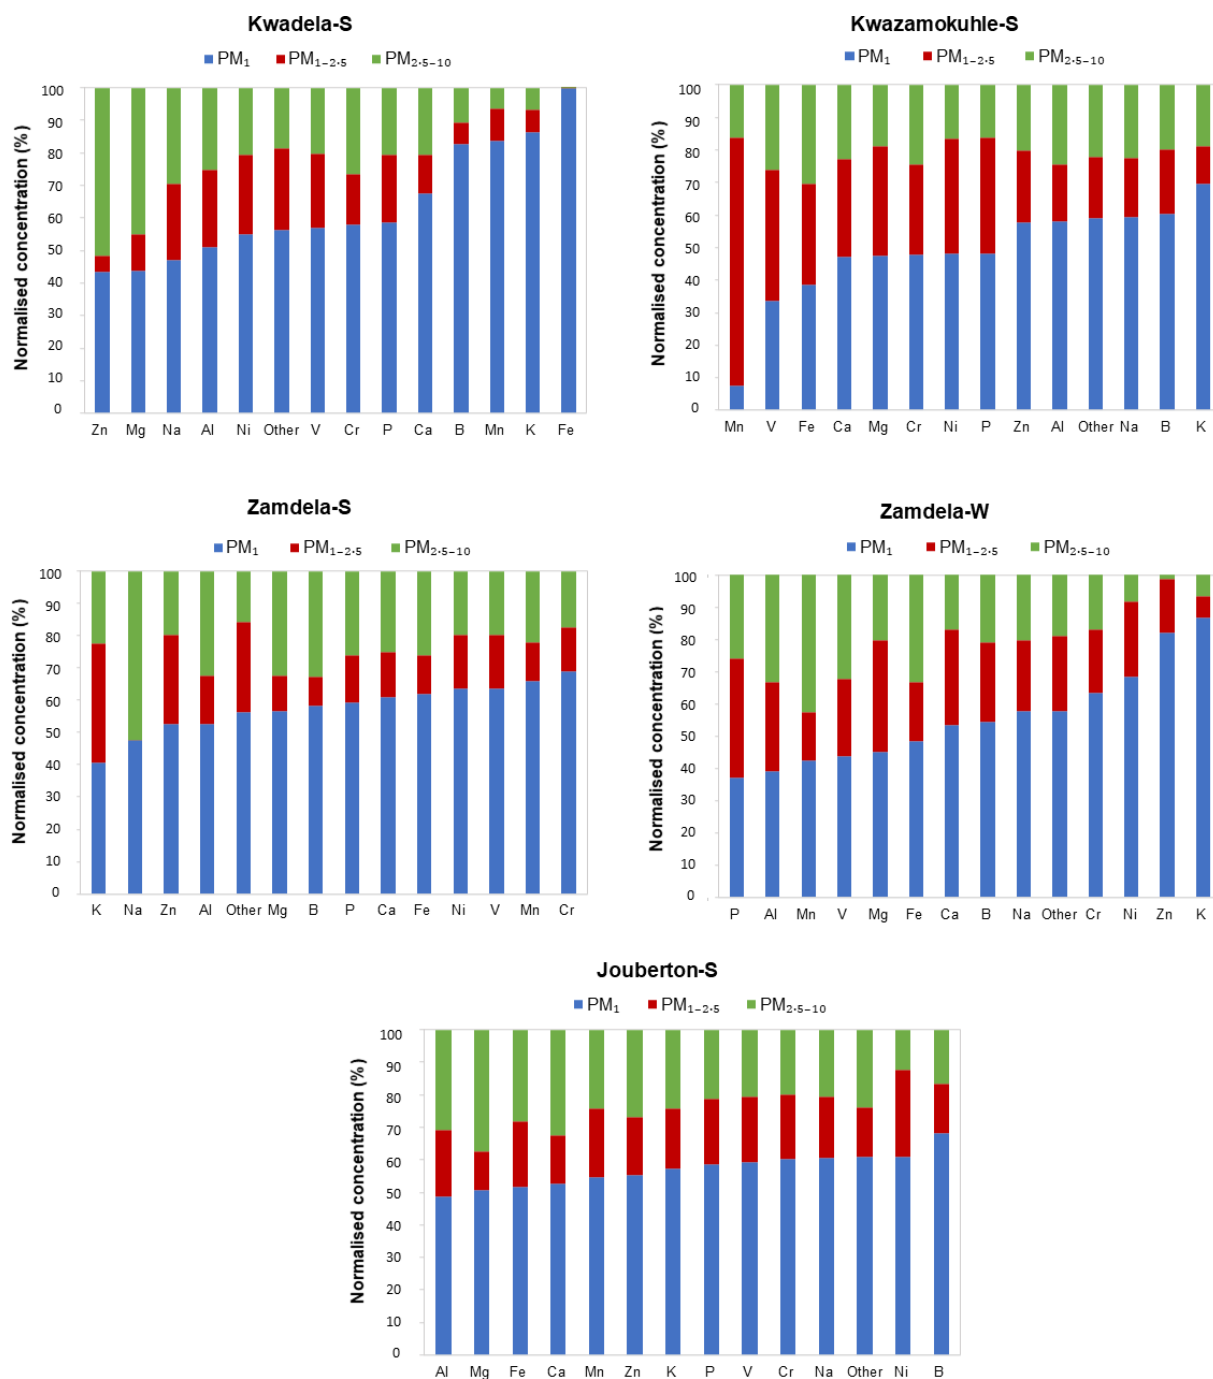 Kwadela-S
PM₁ PM₁₋₂.₅ PM₂.₅₋₁₀
Normalised concentration (%)
100
90
80
70
60
50
40
30
20
10
0
Zn Mg Na Al Ni Other V Cr P Ca B Mn K Fe
Kwazamokuhle-S
PM₁ PM₁₋₂.₅ PM₂.₅₋₁₀
Normalised concentration (%)
100
90
80
70
60
50
40
30
20
10
0
Mn V Fe Ca Mg Cr Ni P Zn Al Other Na B K
Zamdela-S
PM₁ PM₁₋₂.₅ PM₂.₅₋₁₀
Normalised concentration (%)
100
90
80
70
60
50
40
30
20
10
0
K Na Zn Al Other Mg B P Ca Fe Ni V Mn Cr
Zamdela-W
PM₁ PM₁₋₂.₅ PM₂.₅₋₁₀
Normalised concentration (%)
100
90
80
70
60
50
40
30
20
10
0
P Al Mn V Mg Fe Ca B Na Other Cr Ni Zn K
Jouberton-S
PM₁ PM₁₋₂.₅ PM₂.₅₋₁₀
Normalised concentration (%)
100
90
80
70
60
50
40
30
20
10
0
Al Mg Fe Ca Mn Zn K P V Cr Na Other Ni B